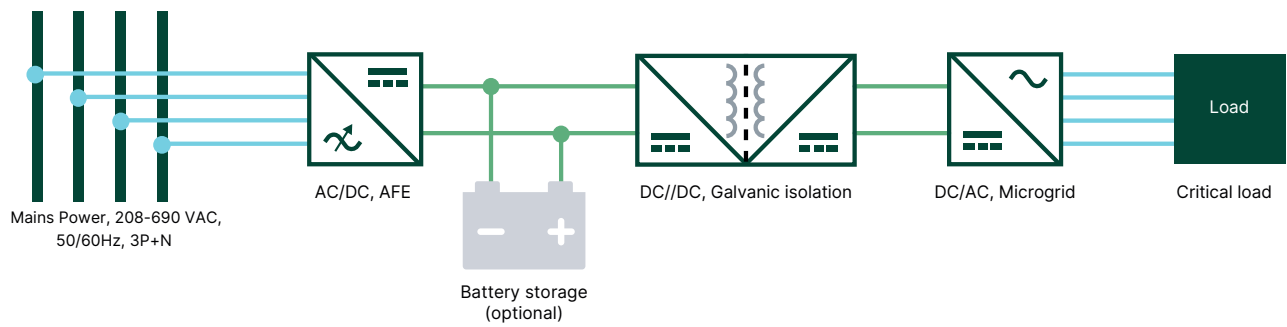 Load
AC/DC, AFE
DC//DC, Galvanic isolation
DC/AC, Microgrid
Critical load
Mains Power, 208-690 VAC,
50/60Hz, 3P+N
Battery storage
(optional)